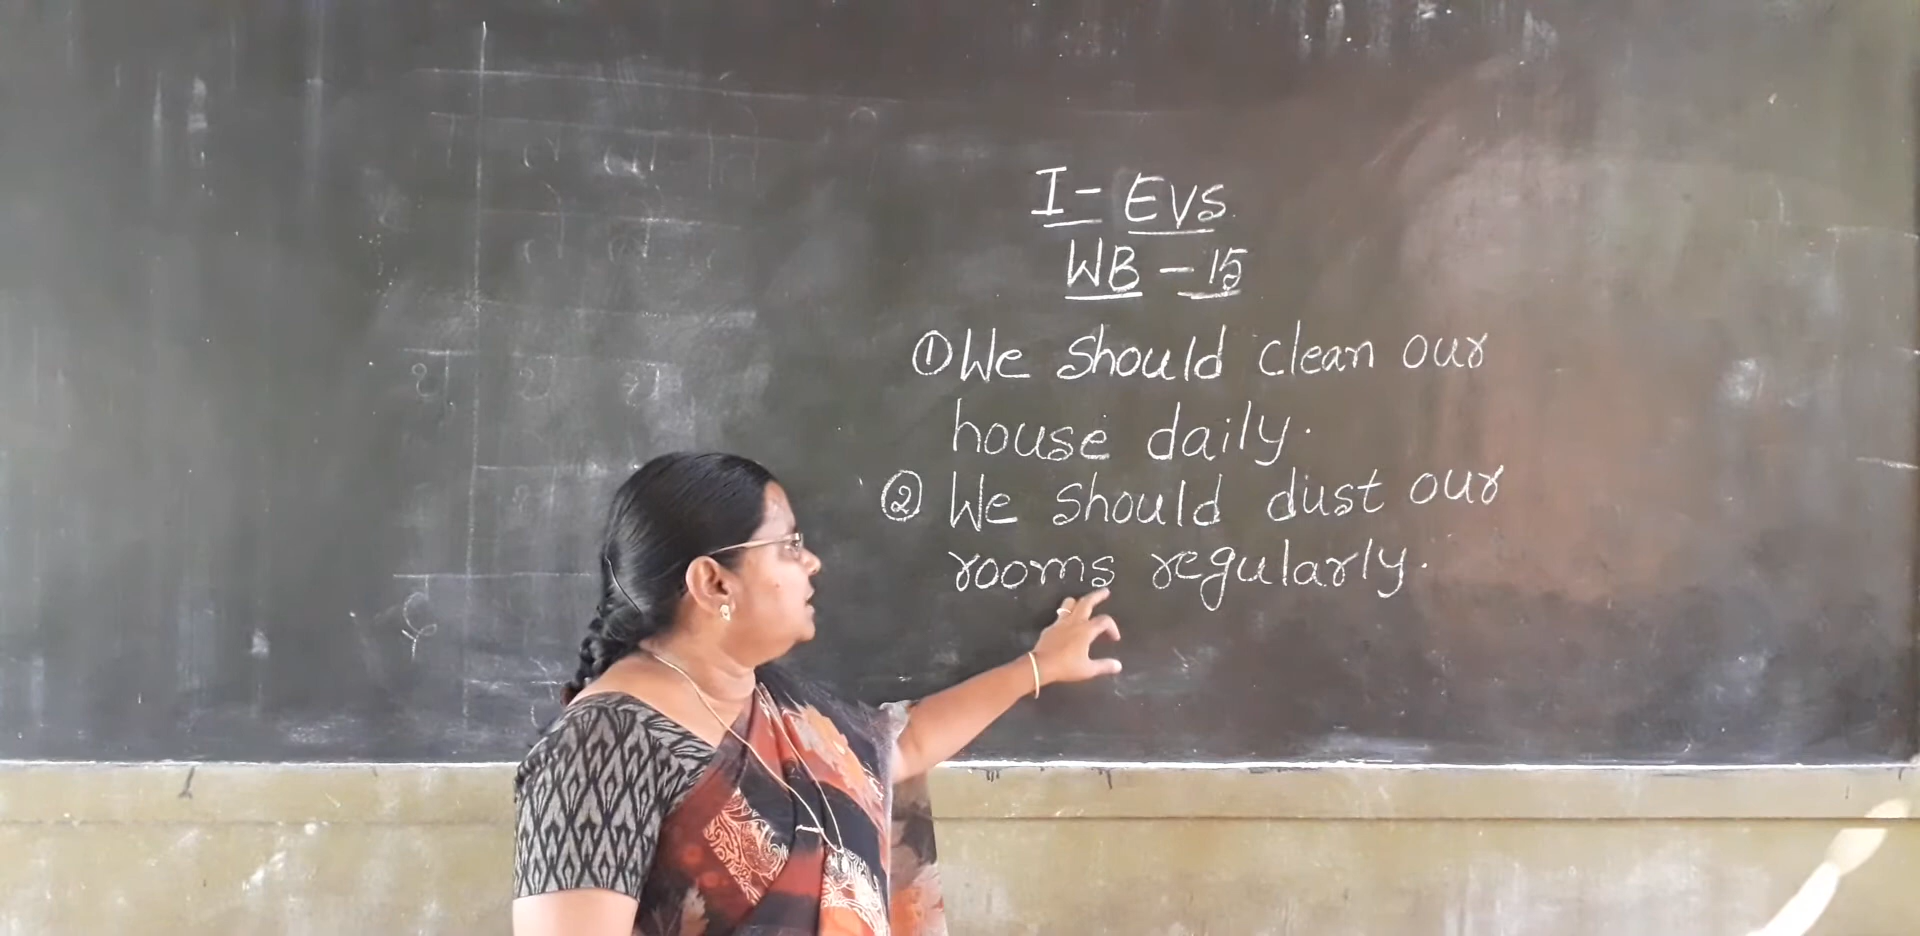 I - EVS.
WB - 15
① We should clean our
house daily.
② We should dust our
rooms regularly.